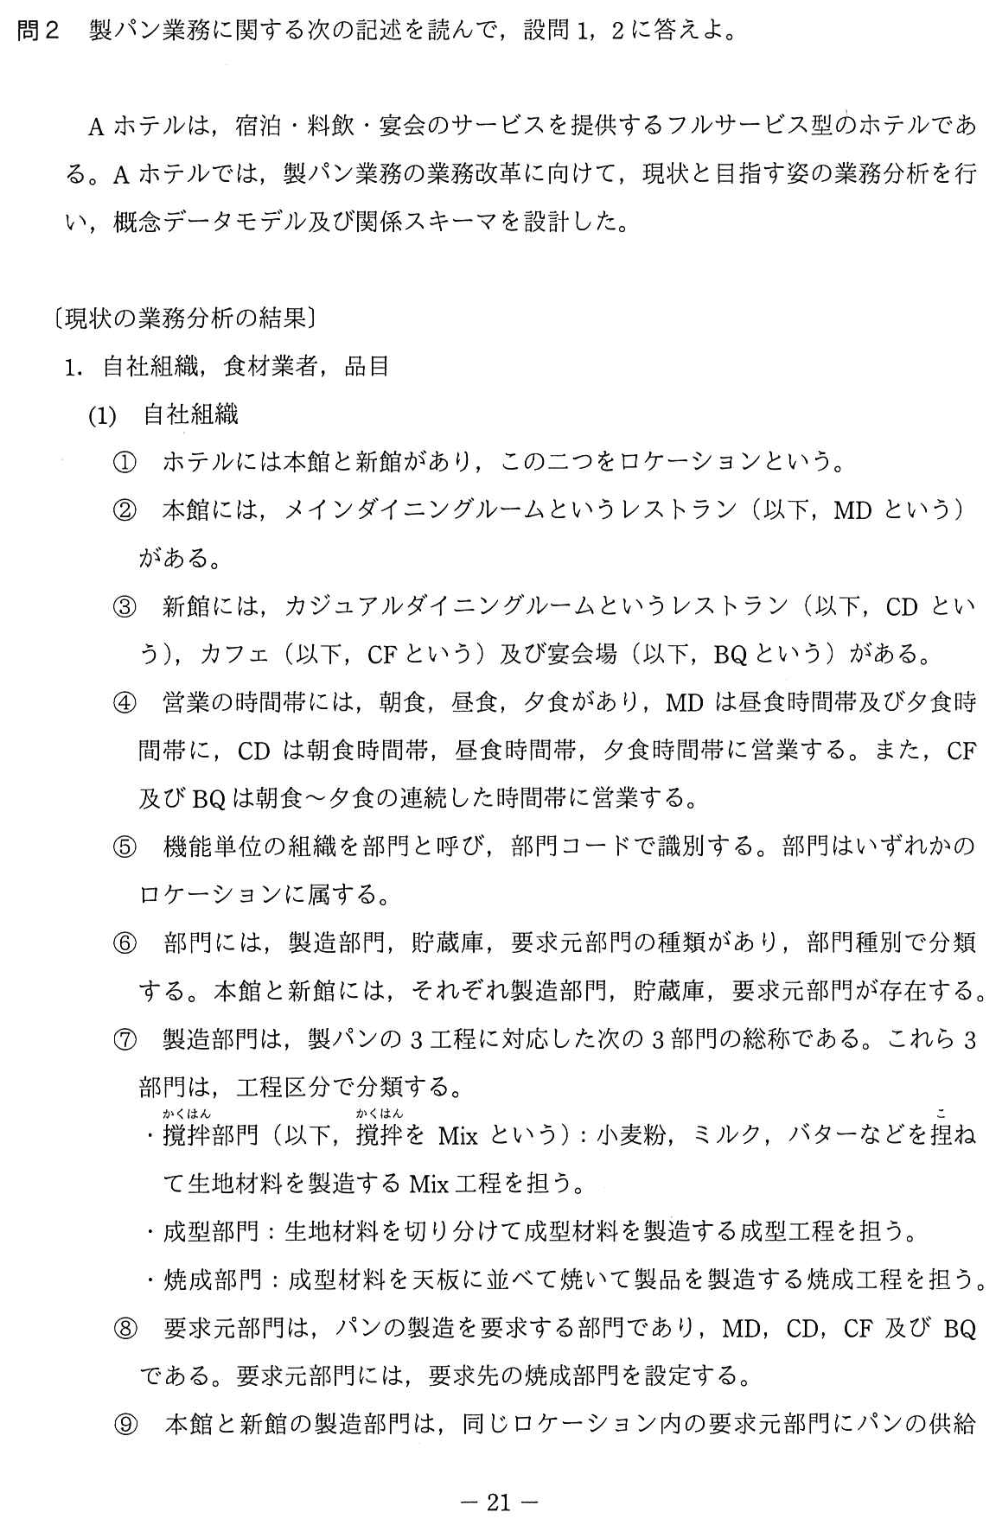 問2 製パン業務に関する次の記述を読んで，設問1，2に答えよ。
A ホテルは，宿泊・料飲・宴会のサービスを提供するフルサービス型のホテルであ
る。A ホテルでは，製パン業務の業務改革に向けて，現状と目指す姿の業務分析を行
い，概念データモデル及び関係スキーマを設計した。
〔現状の業務分析の結果〕
1. 自社組織，食材業者，品目
(1) 自社組織
① ホテルには本館と新館があり，この二つをロケーションという。
② 本館には，メインダイニングルームというレストラン（以下，MD という）
がある。
③ 新館には，カジュアルダイニングルームというレストラン（以下，CD とい
う），カフェ（以下，CF という）及び宴会場（以下，BQ という）がある。
④ 営業の時間帯には，朝食，昼食，夕食があり，MD は昼食時間帯及び夕食時
間帯に，CD は朝食時間帯，昼食時間帯，夕食時間帯に営業する。また，CF
及び BQ は朝食～夕食の連続した時間帯に営業する。
⑤ 機能単位の組織を部門と呼び，部門コードで識別する。部門はいずれかの
ロケーションに属する。
⑥ 部門には，製造部門，貯蔵庫，要求元部門の種類があり，部門種別で分類
する。本館と新館には，それぞれ製造部門，貯蔵庫，要求元部門が存在する。
⑦ 製造部門は，製パンの 3 工程に対応した次の 3 部門の総称である。これら 3
部門は，工程区分で分類する。
かくはん かくはん こ
・攪拌部門（以下，攪拌を Mix という）：小麦粉，ミルク，バターなどを捏ね
て生地材料を製造する Mix 工程を担う。
・成型部門：生地材料を切り分けて成型材料を製造する成型工程を担う。
・焼成部門：成型材料を天板に並べて焼いて製品を製造する焼成工程を担う。
⑧ 要求元部門は，パンの製造を要求する部門であり，MD，CD，CF 及び BQ
である。要求元部門には，要求先の焼成部門を設定する。
⑨ 本館と新館の製造部門は，同じロケーション内の要求元部門にパンの供給
－ 21 －